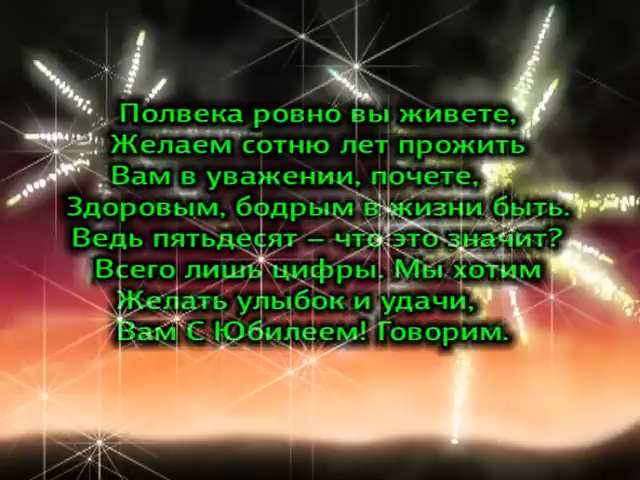 Полвека ровно вы живете,
Желаем сотню лет прожить
Вам в уважении, почете,
Здоровым, бодрым в жизни быть.
Ведь пятьдесят – что это значит?
Всего лишь цифры. Мы хотим
Желать улыбок и удачи,
Вам С Юбилеем! Говорим.